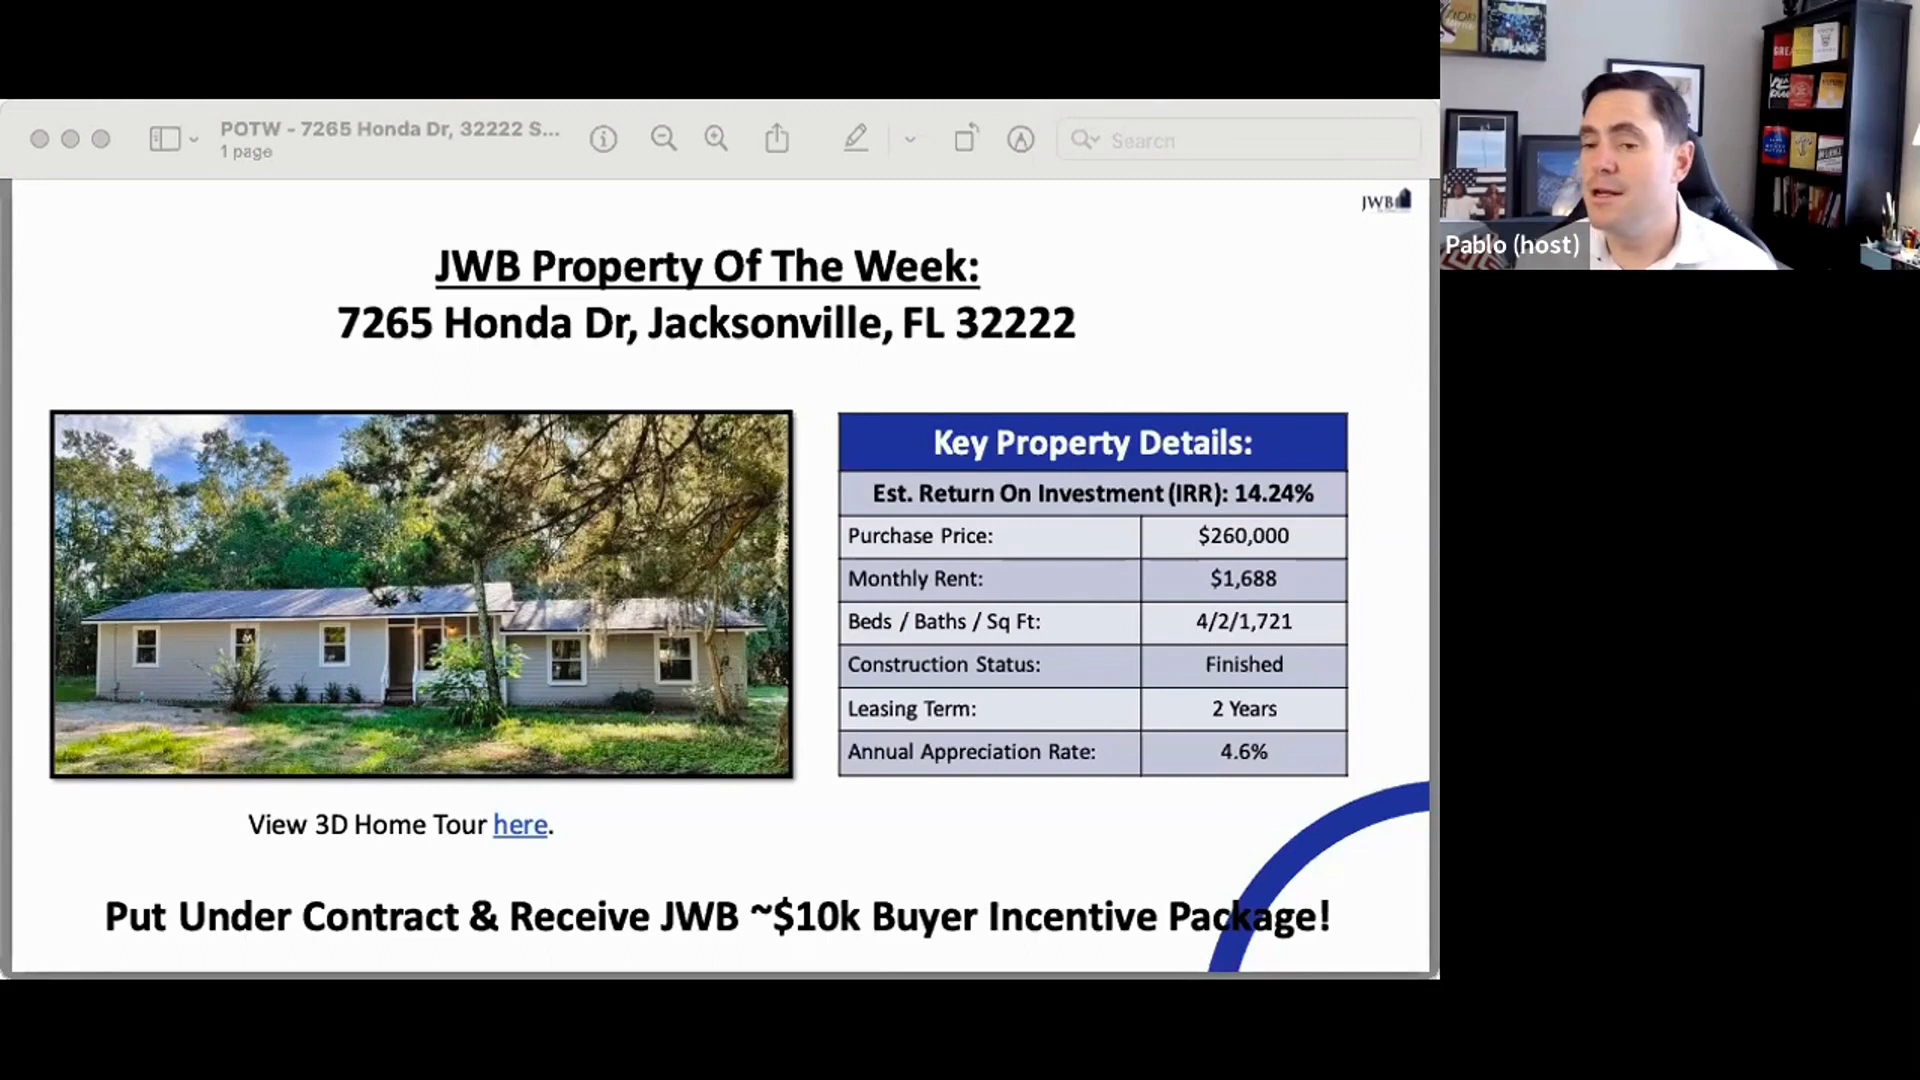 POTW - 7265 Honda Dr, 32222 S...
1 page
Search
JWB
JWB Property Of The Week:
7265 Honda Dr, Jacksonville, FL 32222
Key Property Details:
Est. Return On Investment (IRR): 14.24%
Purchase Price: $260,000
Monthly Rent: $1,688
Beds / Baths / Sq Ft: 4/2/1,721
Construction Status: Finished
Leasing Term: 2 Years
Annual Appreciation Rate: 4.6%
View 3D Home Tour here.
Put Under Contract & Receive JWB ~$10k Buyer Incentive Package!
Pablo (host)